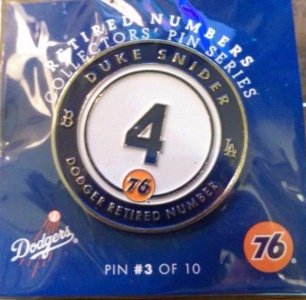 RETIRED NUMBERS
COLLECTORS' PIN SERIES
DUKE SNIDER
B
LA
4
76
DODGER RETIRED NUMBER
Dodgers
76
PIN #3 OF 10